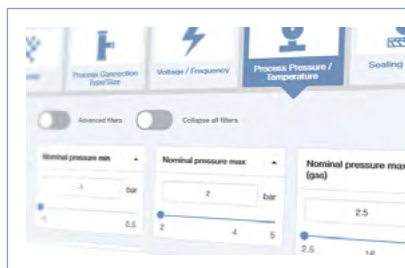 Process Connection
Type/Size
Voltage / Frequency
Process Pressure /
Temperature
Sealing
Advanced filters
Collapse all filters
Nominal pressure min
Nominal pressure max
Nominal pressure max
(gas)
-1
bar
2
bar
2.5
-1
0.5
2
4
5
2.5
16